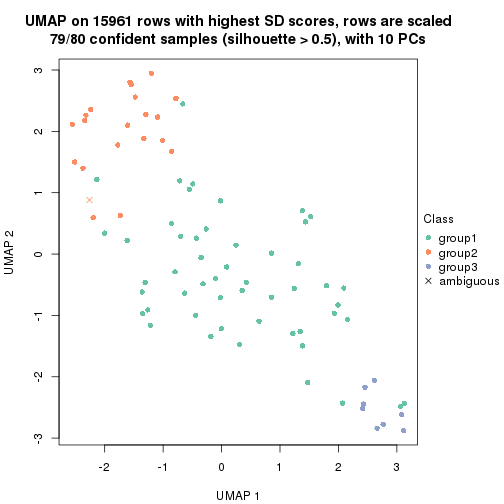 UMAP on 15961 rows with highest SD scores, rows are scaled
79/80 confident samples (silhouette > 0.5), with 10 PCs
3
2
1
0
-1
-2
-3
UMAP 2
-2
-1
0
1
2
3
UMAP 1
Class
group1
group2
group3
ambiguous